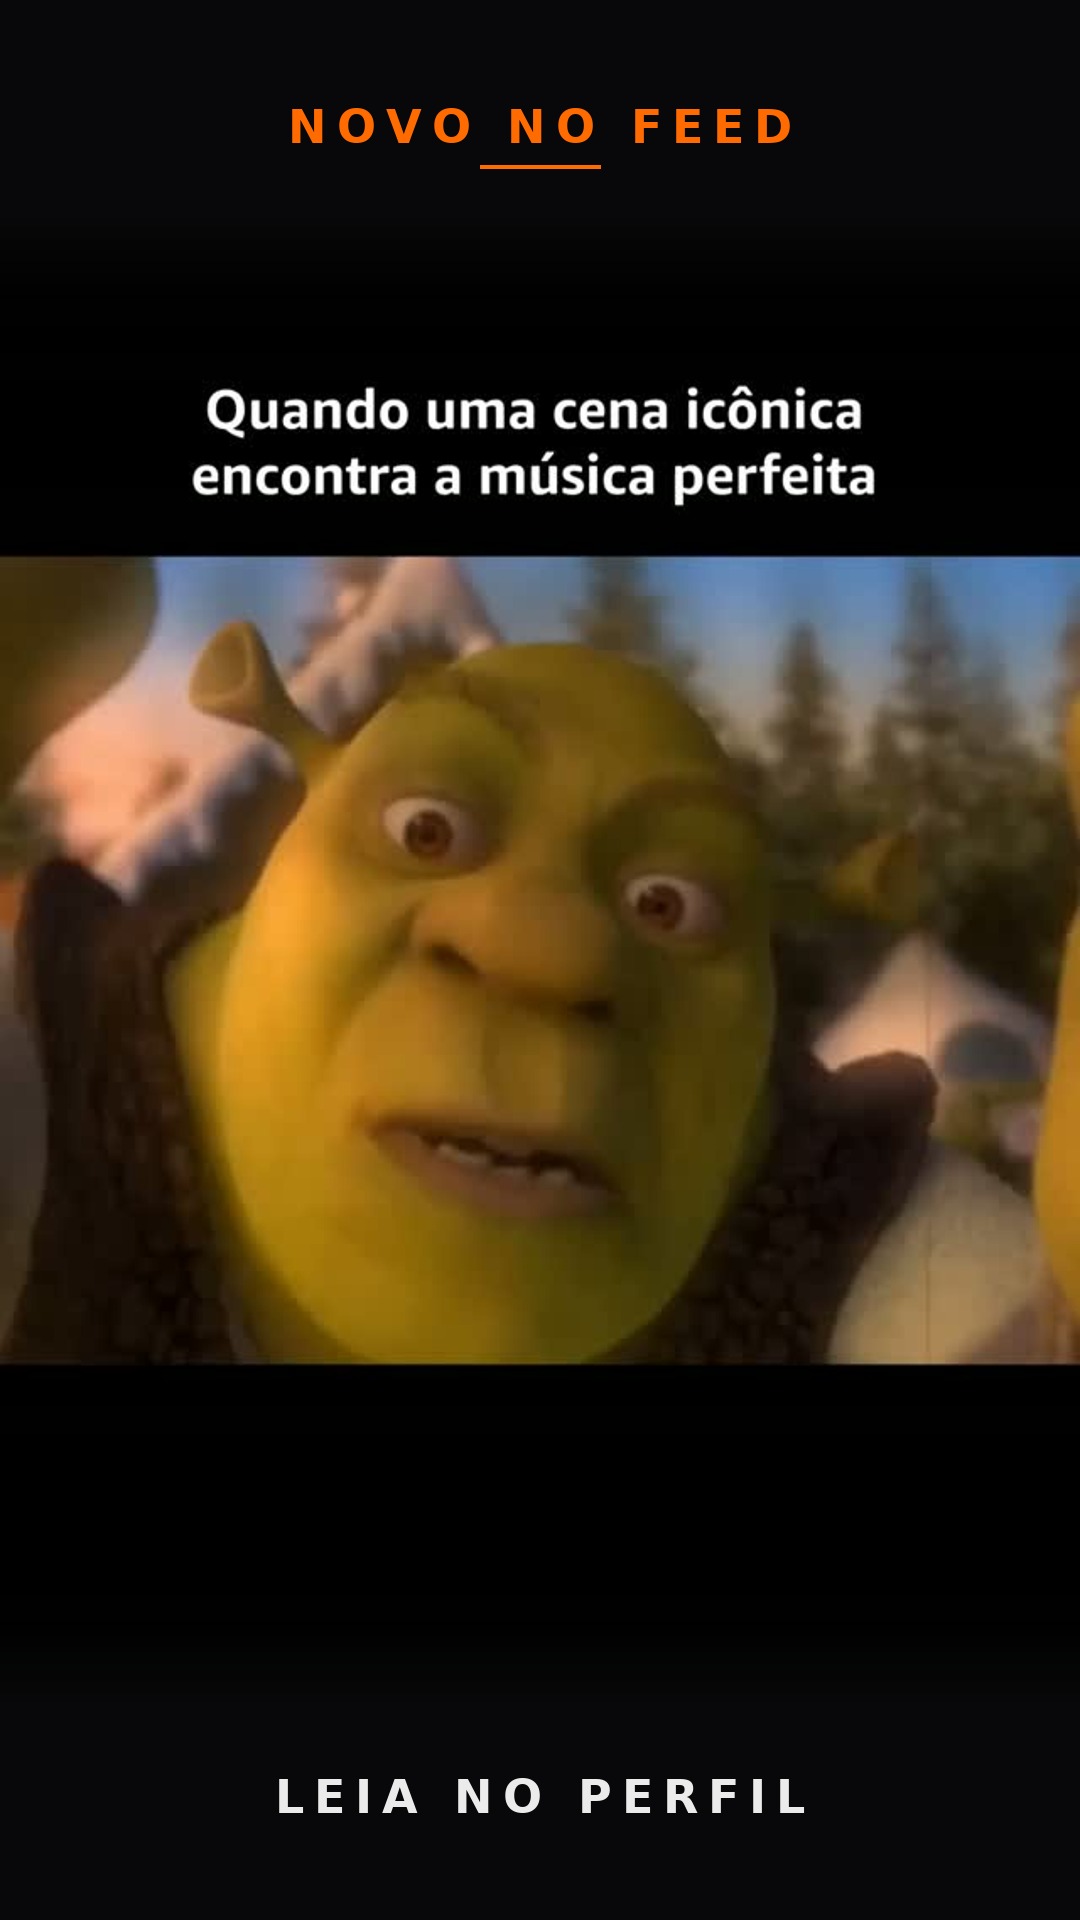 NOVO NO FEED
Quando uma cena icônica
encontra a música perfeita
LEIA NO PERFIL